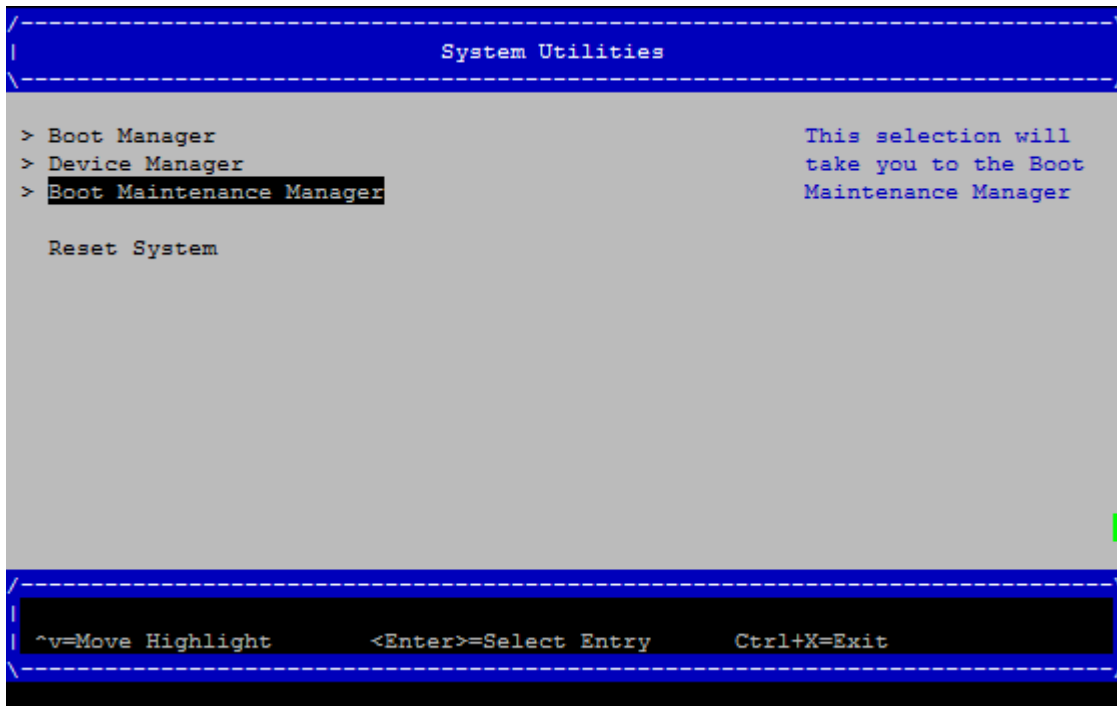 /------------------------------------------------------------------------------\
| System Utilities
\------------------------------------------------------------------------------/
> Boot Manager
> Device Manager
> Boot Maintenance Manager
Reset System
This selection will
take you to the Boot
Maintenance Manager
/------------------------------------------------------------------------------\
|
| ^v=Move Highlight <Enter>=Select Entry Ctrl+X=Exit
\------------------------------------------------------------------------------/